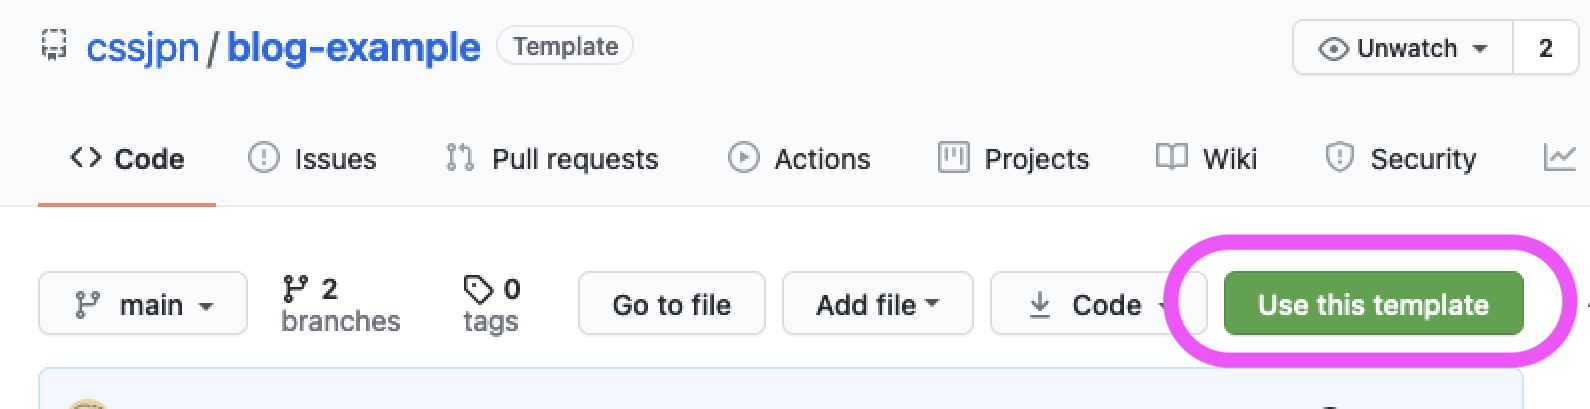 cssjpn / blog-example Template Unwatch 2
Code Issues Pull requests Actions Projects Wiki Security
main 2 branches 0 tags Go to file Add file Code Use this template